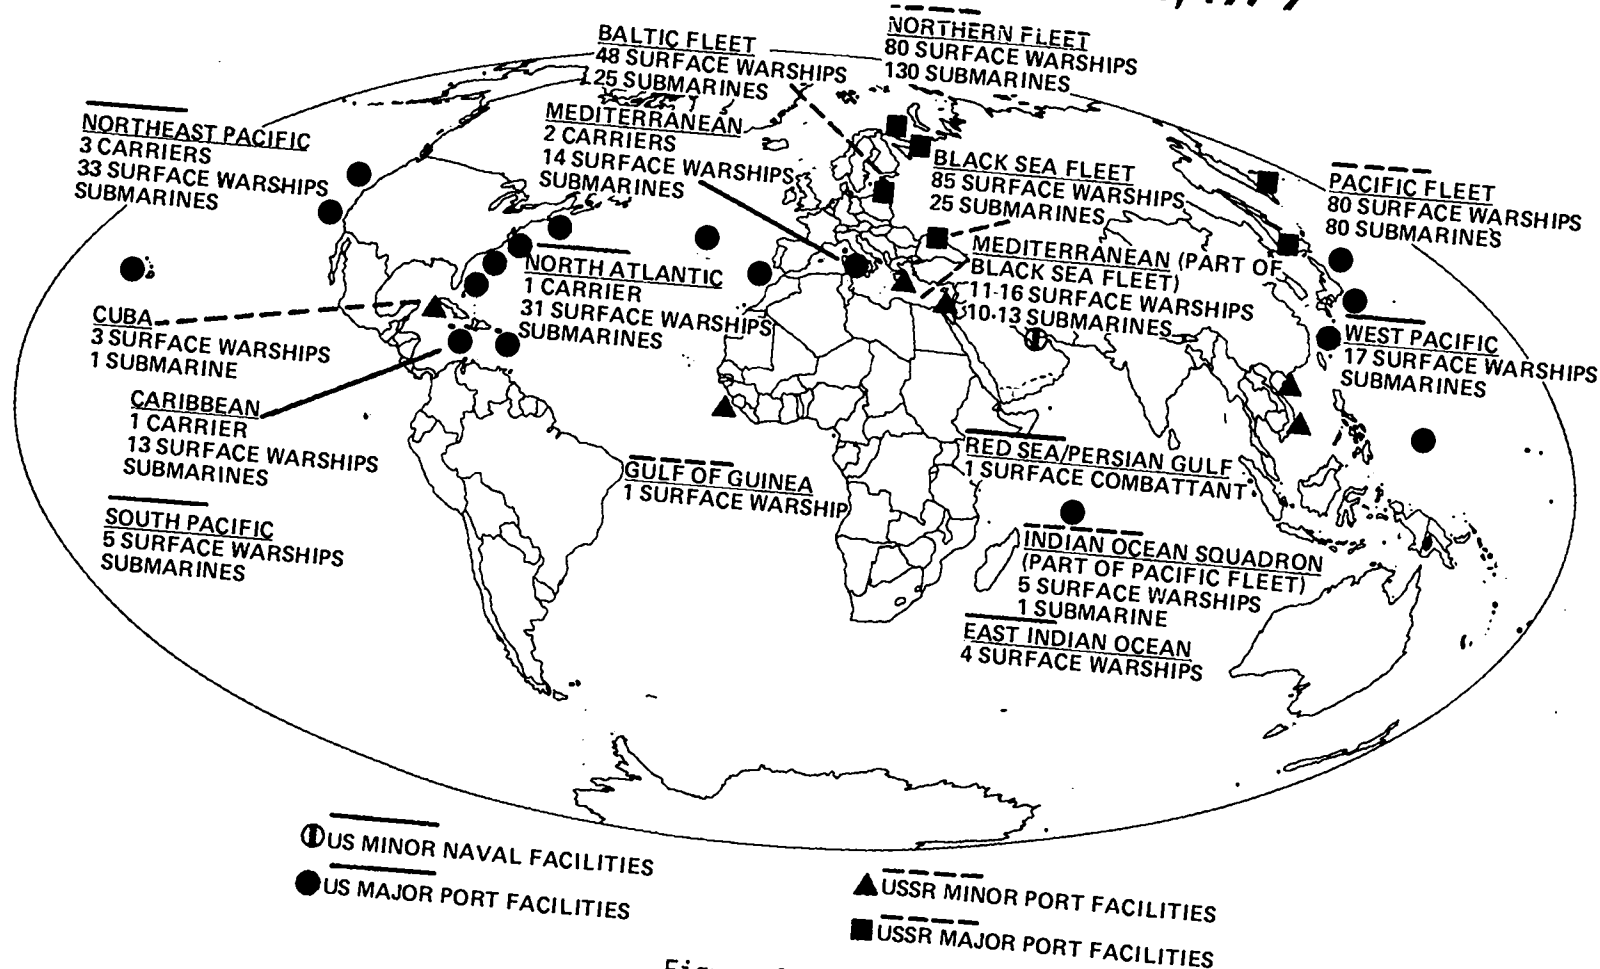 NORTHERN FLEET
80 SURFACE WARSHIPS
130 SUBMARINES
BALTIC FLEET
48 SURFACE WARSHIPS
25 SUBMARINES
MEDITERRANEAN
2 CARRIERS
14 SURFACE WARSHIPS
SUBMARINES
NORTHEAST PACIFIC
3 CARRIERS
33 SURFACE WARSHIPS
SUBMARINES
BLACK SEA FLEET
85 SURFACE WARSHIPS
25 SUBMARINES
PACIFIC FLEET
80 SURFACE WARSHIPS
80 SUBMARINES
MEDITERRANEAN (PART OF
BLACK SEA FLEET)
11-16 SURFACE WARSHIPS
10-13 SUBMARINES
NORTH ATLANTIC
1 CARRIER
31 SURFACE WARSHIPS
SUBMARINES
CUBA
3 SURFACE WARSHIPS
1 SUBMARINE
WEST PACIFIC
17 SURFACE WARSHIPS
SUBMARINES
CARIBBEAN
1 CARRIER
13 SURFACE WARSHIPS
SUBMARINES
RED SEA/PERSIAN GULF
1 SURFACE COMBATTANT
GULF OF GUINEA
1 SURFACE WARSHIP
SOUTH PACIFIC
5 SURFACE WARSHIPS
SUBMARINES
INDIAN OCEAN SQUADRON
(PART OF PACIFIC FLEET)
5 SURFACE WARSHIPS
1 SUBMARINE
EAST INDIAN OCEAN
4 SURFACE WARSHIPS
US MINOR NAVAL FACILITIES
US MAJOR PORT FACILITIES
USSR MINOR PORT FACILITIES
USSR MAJOR PORT FACILITIES